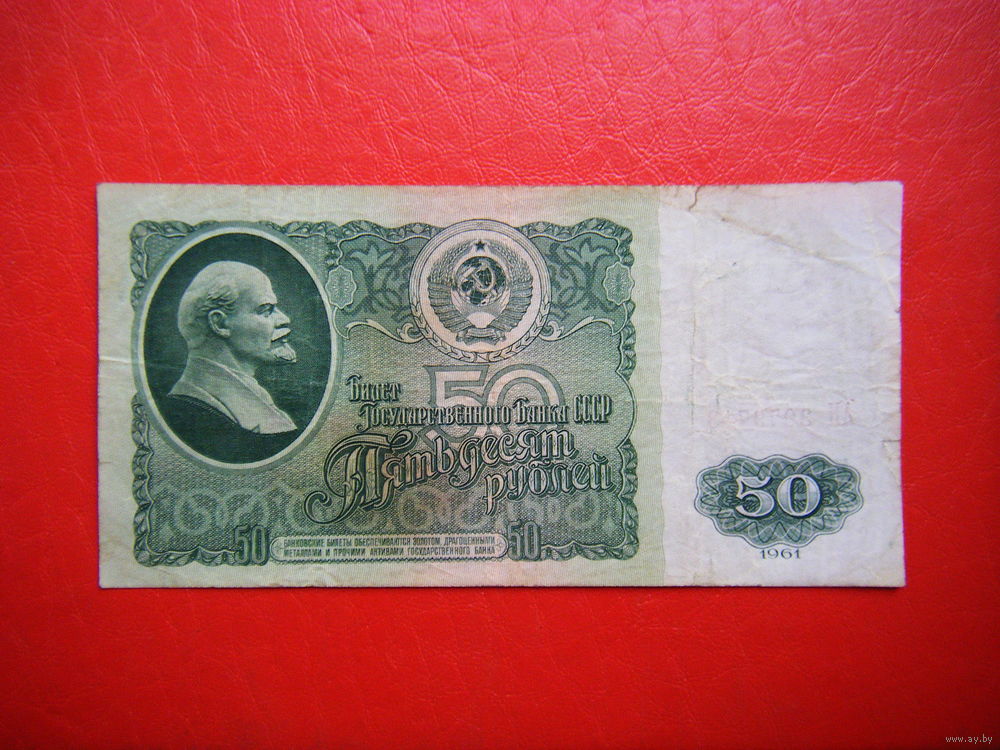 50
Билет
Государственного Банка СССР
Пятьдесят
рублей
50
БАНКОВСКИЕ БИЛЕТЫ ОБЕСПЕЧИВАЮТСЯ ЗОЛОТОМ, ДРАГОЦЕННЫМИ
МЕТАЛЛАМИ И ПРОЧИМИ АКТИВАМИ ГОСУДАРСТВЕННОГО БАНКА
50
50
1961
www.ay.by